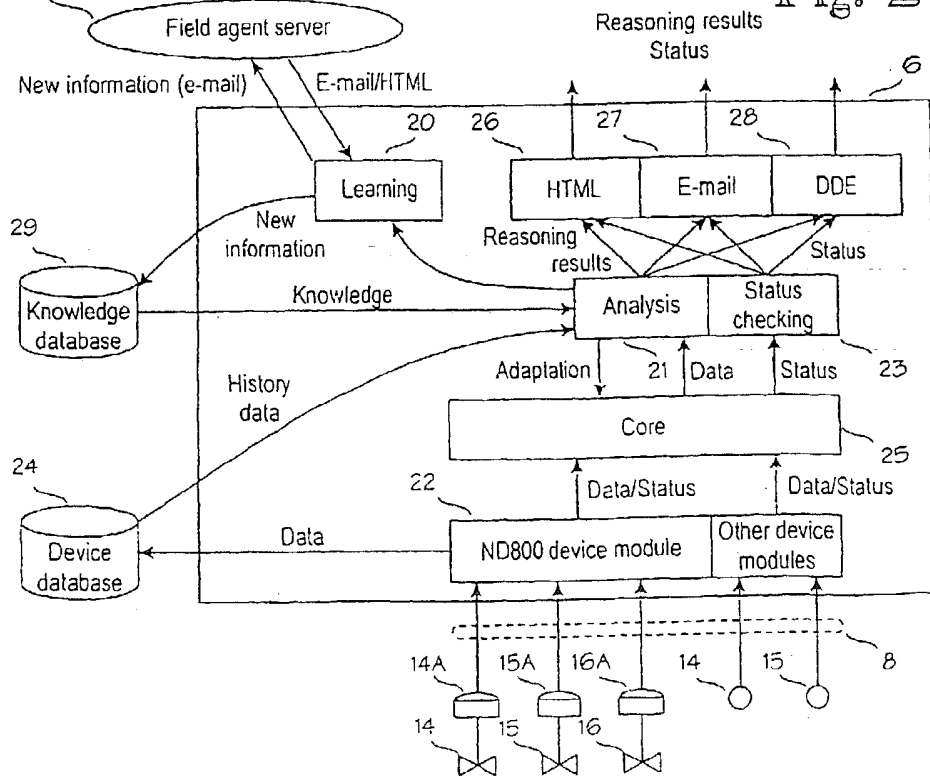 Fig. 2
Field agent server
Reasoning results
Status
New information (e-mail)
E-mail/HTML
6
20
26
27
28
Learning
HTML
E-mail
DDE
29
New
information
Reasoning
results
Status
Knowledge
database
Knowledge
Analysis
Status
checking
History
data
Adaptation
21
Data
Status
23
Core
25
24
22
Data/Status
Data/Status
Device
database
Data
ND800 device module
Other device
modules
8
14A
15A
16A
14
15
14
15
16